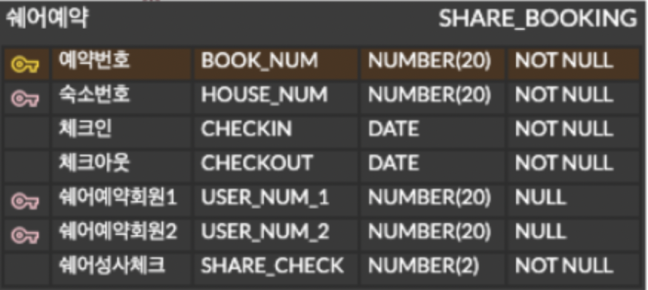 쉐어예약 SHARE_BOOKING
예약번호 BOOK_NUM NUMBER(20) NOT NULL
숙소번호 HOUSE_NUM NUMBER(20) NOT NULL
체크인 CHECKIN DATE NOT NULL
체크아웃 CHECKOUT DATE NOT NULL
쉐어예약회원1 USER_NUM_1 NUMBER(20) NULL
쉐어예약회원2 USER_NUM_2 NUMBER(20) NULL
쉐어성사체크 SHARE_CHECK NUMBER(2) NOT NULL